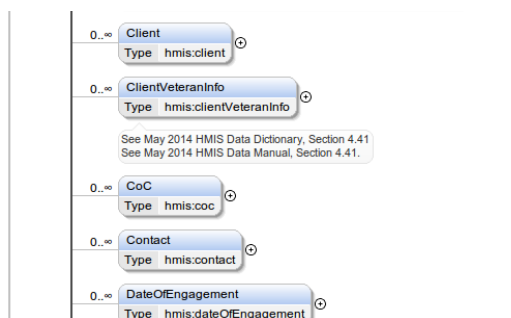 0..∞ Client
Type hmis:client
0..∞ ClientVeteranInfo
Type hmis:clientVeteranInfo
See May 2014 HMIS Data Dictionary, Section 4.41
See May 2014 HMIS Data Manual, Section 4.41.
0..∞ CoC
Type hmis:coc
0..∞ Contact
Type hmis:contact
0..∞ DateOfEngagement
Type hmis:dateOfEngagement